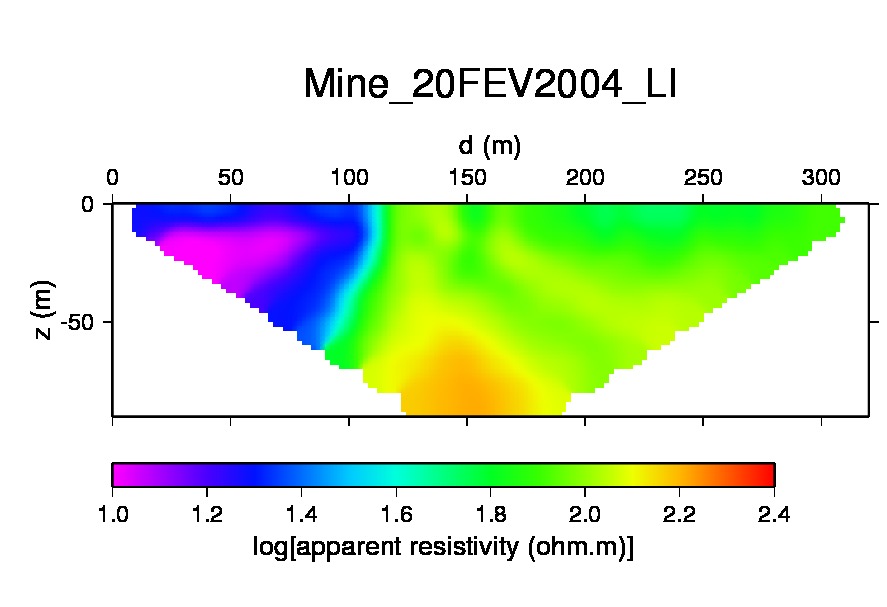 Mine_20FEV2004_LI
d (m)
0 50 100 150 200 250 300
0
-50
z (m)
1.0 1.2 1.4 1.6 1.8 2.0 2.2 2.4
log[apparent resistivity (ohm.m)]